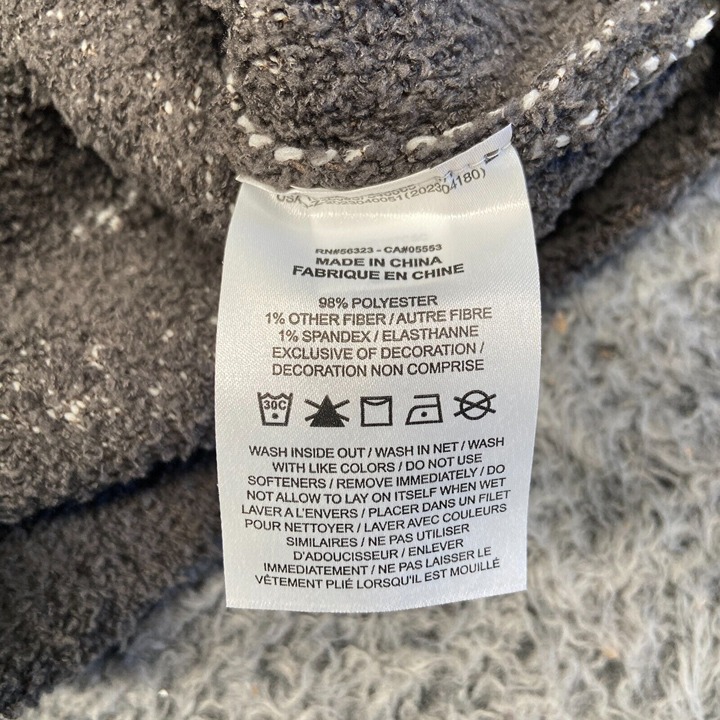 RN#56323 - CA#05553
MADE IN CHINA
FABRIQUE EN CHINE
98% POLYESTER
1% OTHER FIBER / AUTRE FIBRE
1% SPANDEX / ELASTHANNE
EXCLUSIVE OF DECORATION /
DECORATION NON COMPRISE
30C
WASH INSIDE OUT / WASH IN NET / WASH
WITH LIKE COLORS / DO NOT USE
SOFTENERS / REMOVE IMMEDIATELY / DO
NOT ALLOW TO LAY ON ITSELF WHEN WET
LAVER A L'ENVERS / PLACER DANS UN FILET
POUR NETTOYER / LAVER AVEC COULEURS
SIMILAIRES / NE PAS UTILISER
D'ADOUCISSEUR / ENLEVER
IMMEDIATEMENT / NE PAS LAISSER LE
VÊTEMENT PLIÉ LORSQU'IL EST MOUILLÉ